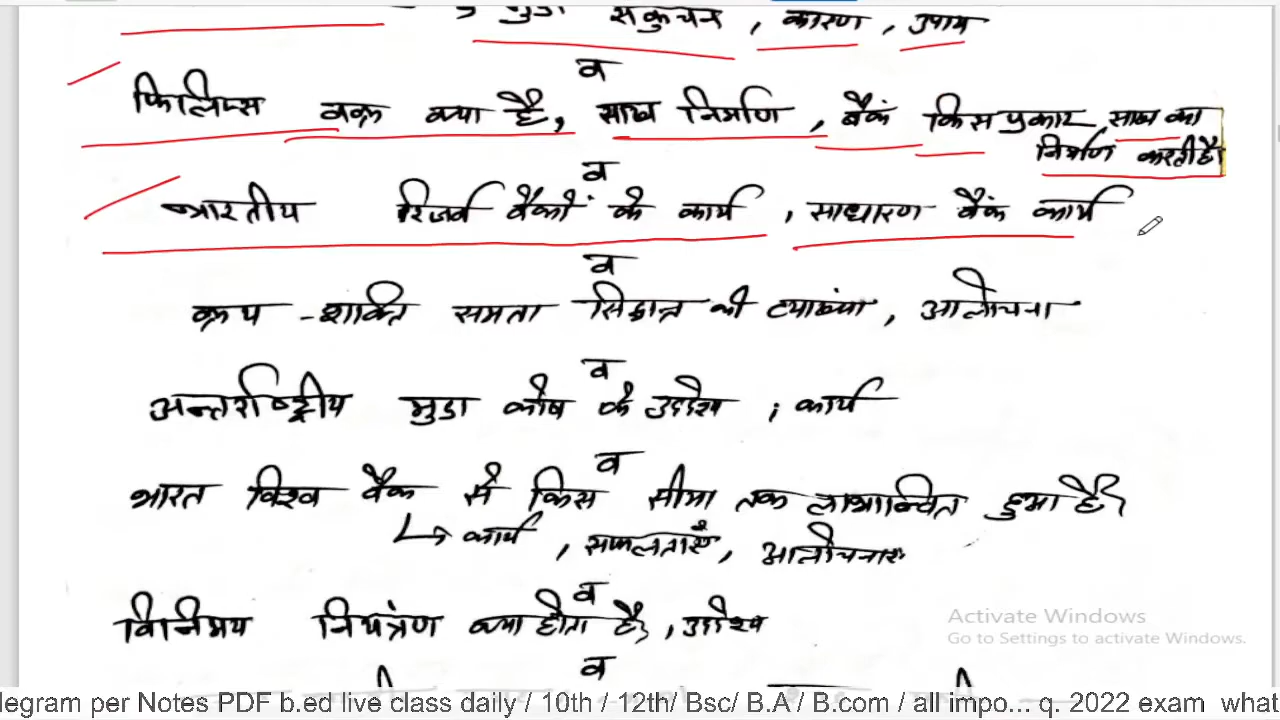 मुद्रा संकुचन, कारण, उपाय
व
फिलिप्स वक्र क्या है, साख निर्माण, बैंक किस प्रकार साख का
निर्माण करती है।
व
भारतीय रिजर्व बैंकों के कार्य, साधारण बैंक कार्य
व
क्रय - शक्ति समता सिद्धान्त की व्याख्या, आलोचना
व
अन्तर्राष्ट्रीय मुद्रा कोष के उद्देश्य, कार्य
व
भारत विश्व बैंक से किस सीमा तक लाभान्वित हुआ है?
↳ कार्य, सफलताएँ, आलोचनाए
व
विनिमय नियंत्रण क्या होता है?, उद्देश्य
व
Activate Windows
Go to Settings to activate Windows.
legram per Notes PDF b.ed live class daily / 10th / 12th/ Bsc/ B.A / B.com / all impo... q. 2022 exam what